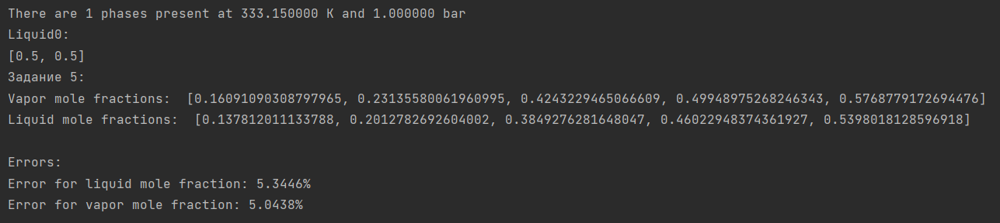 There are 1 phases present at 333.150000 K and 1.000000 bar
Liquid0:
[0.5, 0.5]
Задание 5:
Vapor mole fractions:  [0.16091090308797965, 0.23135580061960995, 0.4243229465066609, 0.49948975268246343, 0.5768779172694476]
Liquid mole fractions:  [0.137812011133788, 0.2012782692604002, 0.3849276281648047, 0.46022948374361927, 0.5398018128596918]
Errors:
Error for liquid mole fraction: 5.3446%
Error for vapor mole fraction: 5.0438%